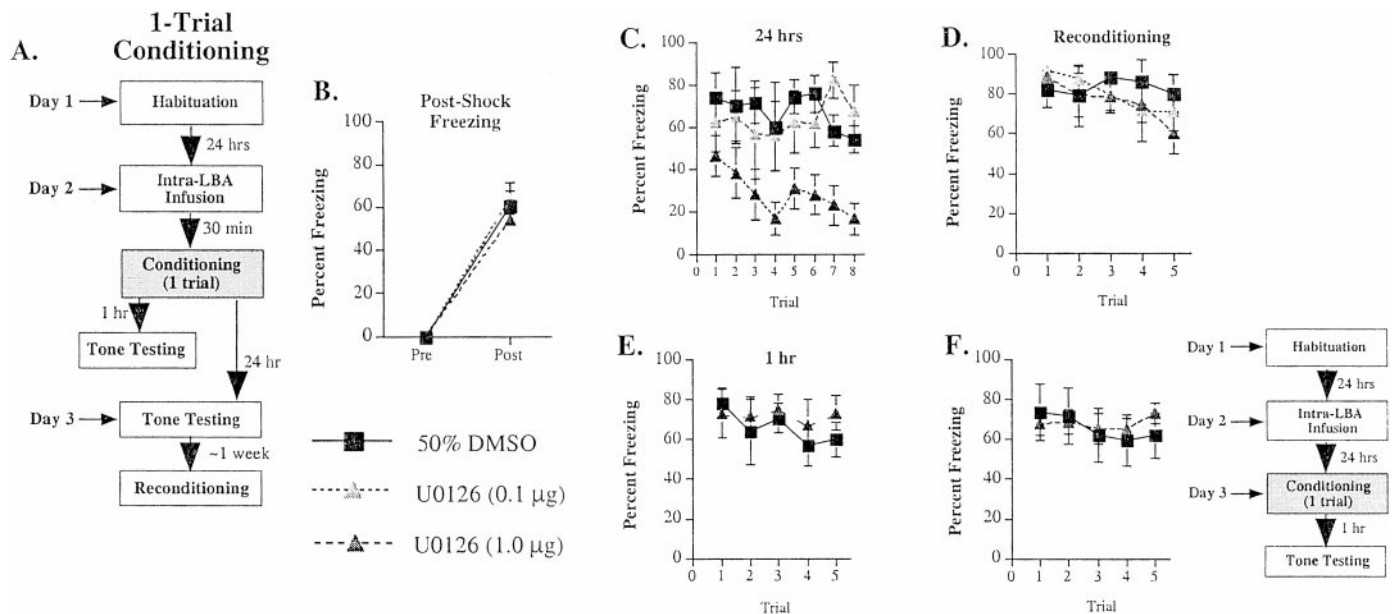 1-Trial
Conditioning
A.
Day 1
Habituation
24 hrs
Day 2
Intra-LBA
Infusion
30 min
Conditioning
(1 trial)
1 hr
Tone Testing
24 hr
Day 3
Tone Testing
~1 week
Reconditioning
B.
Post-Shock
Freezing
Percent Freezing
100
80
60
40
20
0
Pre
Post
50% DMSO
U0126 (0.1 µg)
U0126 (1.0 µg)
C.
24 hrs
Percent Freezing
100
80
60
40
20
0
0 1 2 3 4 5 6 7 8
Trial
D.
Reconditioning
Percent Freezing
100
80
60
40
20
0
0 1 2 3 4 5
Trial
E.
1 hr
Percent Freezing
100
80
60
40
20
0
0 1 2 3 4 5
Trial
F.
Percent Freezing
100
80
60
40
20
0
0 1 2 3 4 5
Trial
Day 1
Habituation
24 hrs
Day 2
Intra-LBA
Infusion
24 hrs
Day 3
Conditioning
(1 trial)
1 hr
Tone Testing